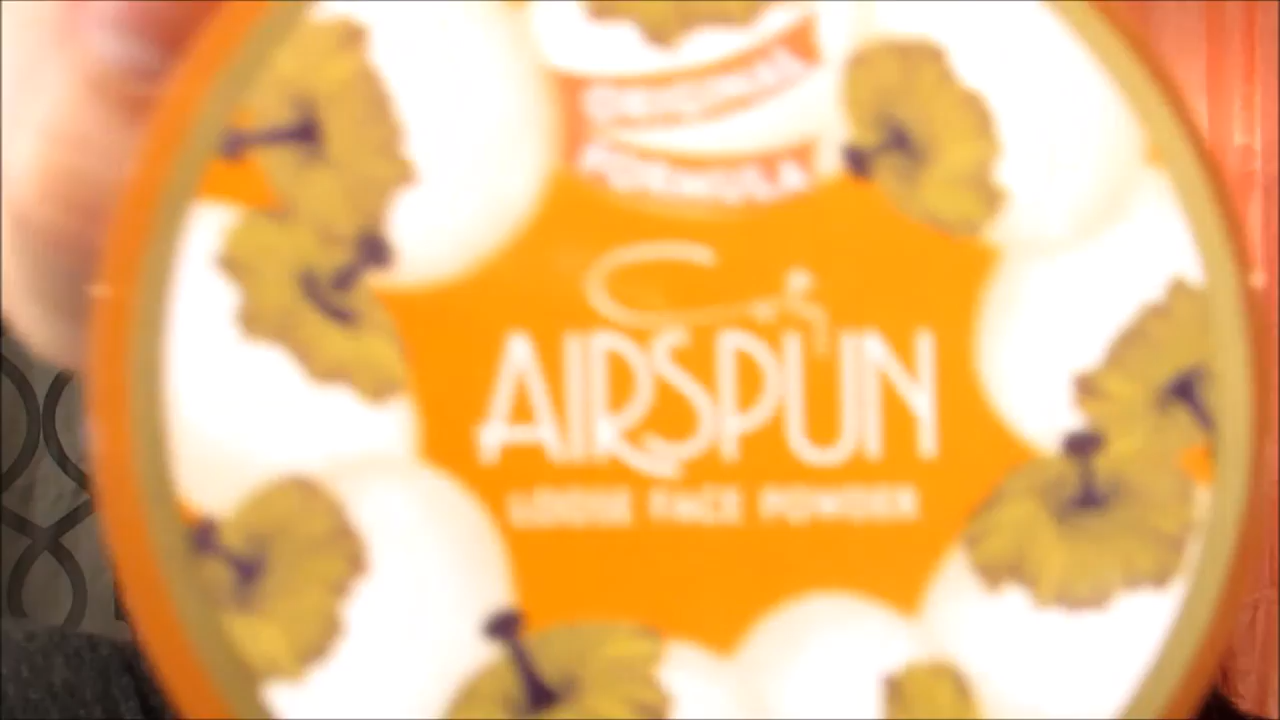 ORIGINAL
FORMULA
Coty
AIRSPUN
LOOSE FACE POWDER